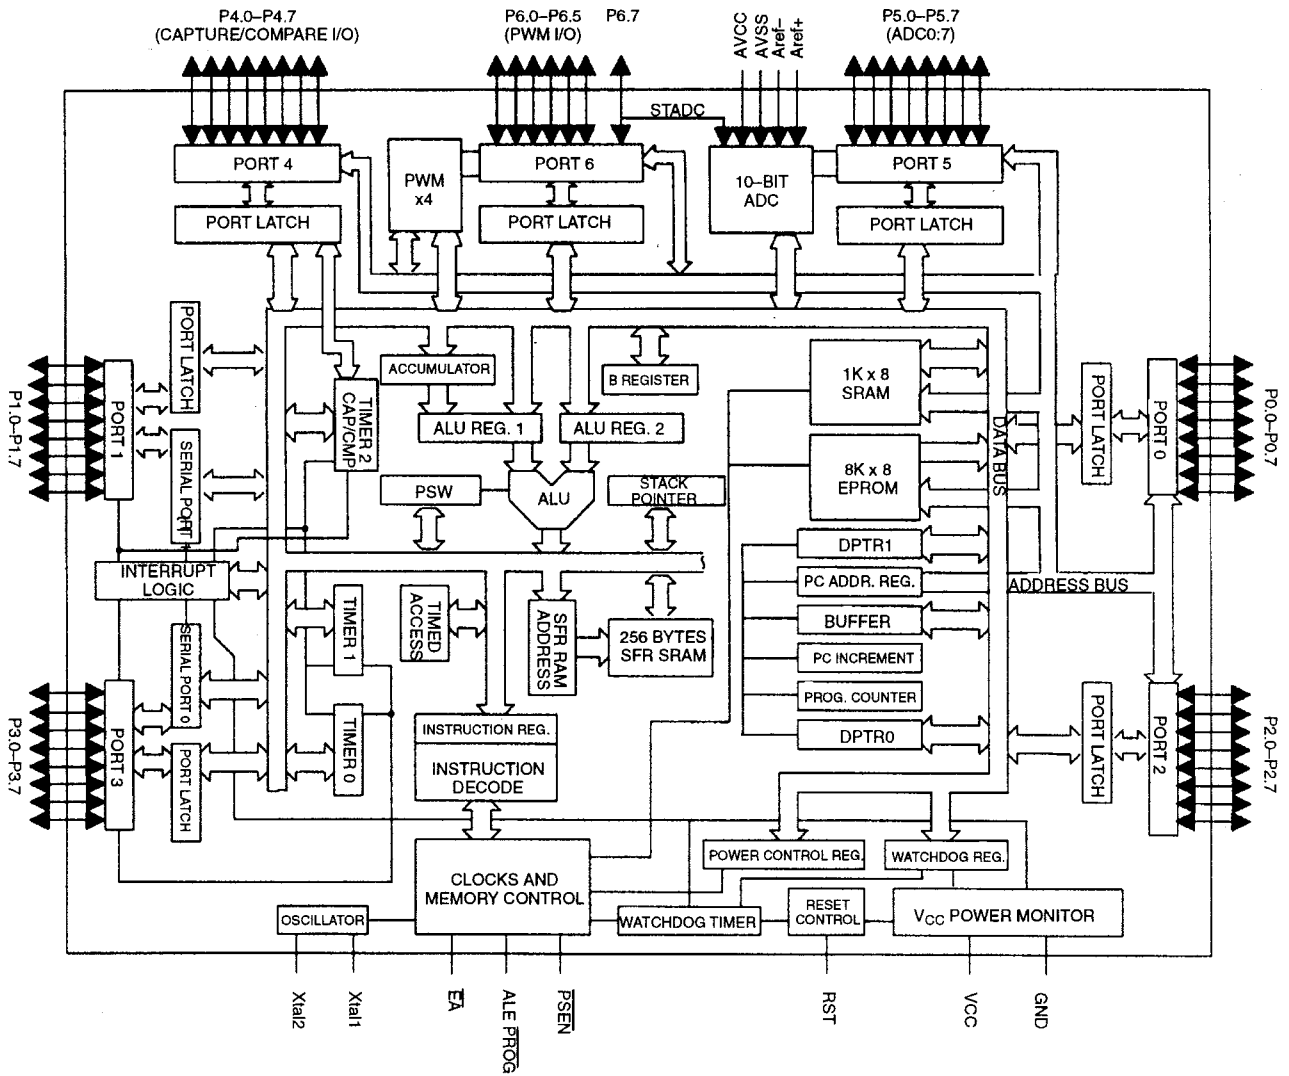 P4.0–P4.7
(CAPTURE/COMPARE I/O)
P6.0–P6.5
(PWM I/O)
P6.7
AVCC
AVSS
Aref–
Aref+
P5.0–P5.7
(ADC0:7)
STADC
PORT 4
PWM
x4
PORT 6
10–BIT
ADC
PORT 5
PORT LATCH
PORT LATCH
PORT LATCH
PORT LATCH
ACCUMULATOR
B REGISTER
1K x 8
SRAM
PORT LATCH
PORT 0
P0.0–P0.7
P1.0–P1.7
PORT 1
TIMER 2
CAP/CMP
ALU REG. 1
ALU REG. 2
DATA BUS
SERIAL PORT
8K x 8
EPROM
PSW
ALU
STACK
POINTER
DPTR1
INTERRUPT
LOGIC
PC ADDR. REG.
ADDRESS BUS
TIMER 1
TIMED
ACCESS
SFR RAM
ADDRESS
256 BYTES
SFR SRAM
BUFFER
PC INCREMENT
SERIAL PORT 0
PROG. COUNTER
P3.0–P3.7
PORT 3
TIMER 0
INSTRUCTION REG.
DPTR0
PORT LATCH
PORT 2
P2.0–P2.7
PORT LATCH
INSTRUCTION
DECODE
POWER CONTROL REG.
WATCHDOG REG.
CLOCKS AND
MEMORY CONTROL
OSCILLATOR
WATCHDOG TIMER
RESET
CONTROL
VCC POWER MONITOR
Xtal2
Xtal1
EA
ALE PROG
PSEN
RST
VCC
GND